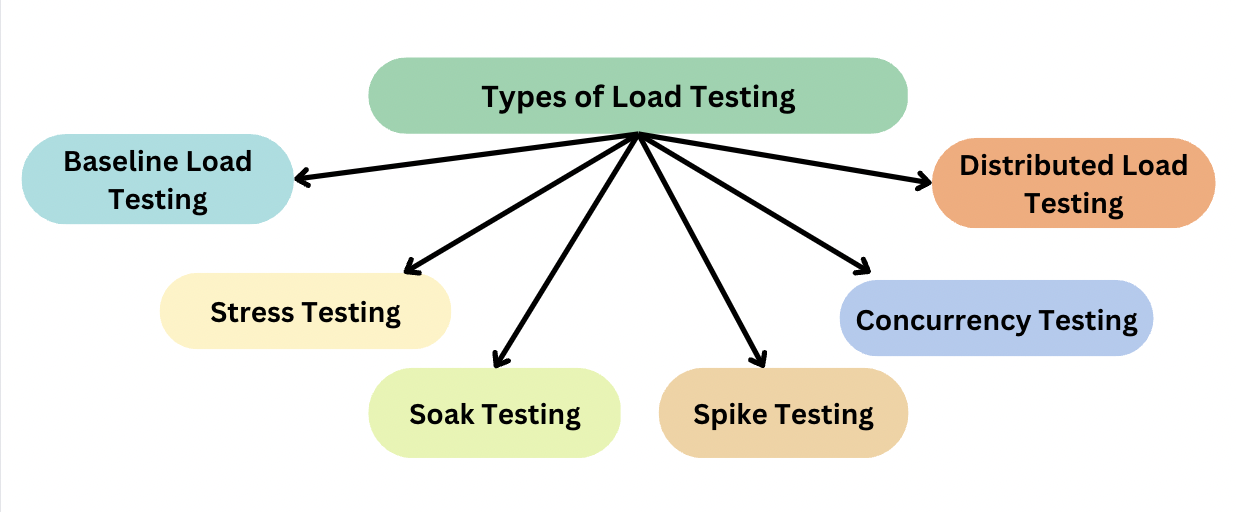 Types of Load Testing
Baseline Load
Testing
Distributed Load
Testing
Stress Testing
Concurrency Testing
Soak Testing
Spike Testing